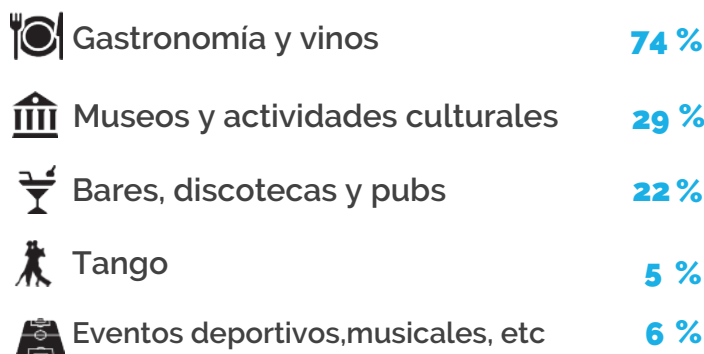 Gastronomía y vinos 74 %
Museos y actividades culturales 29 %
Bares, discotecas y pubs 22 %
Tango 5 %
Eventos deportivos,musicales, etc 6 %